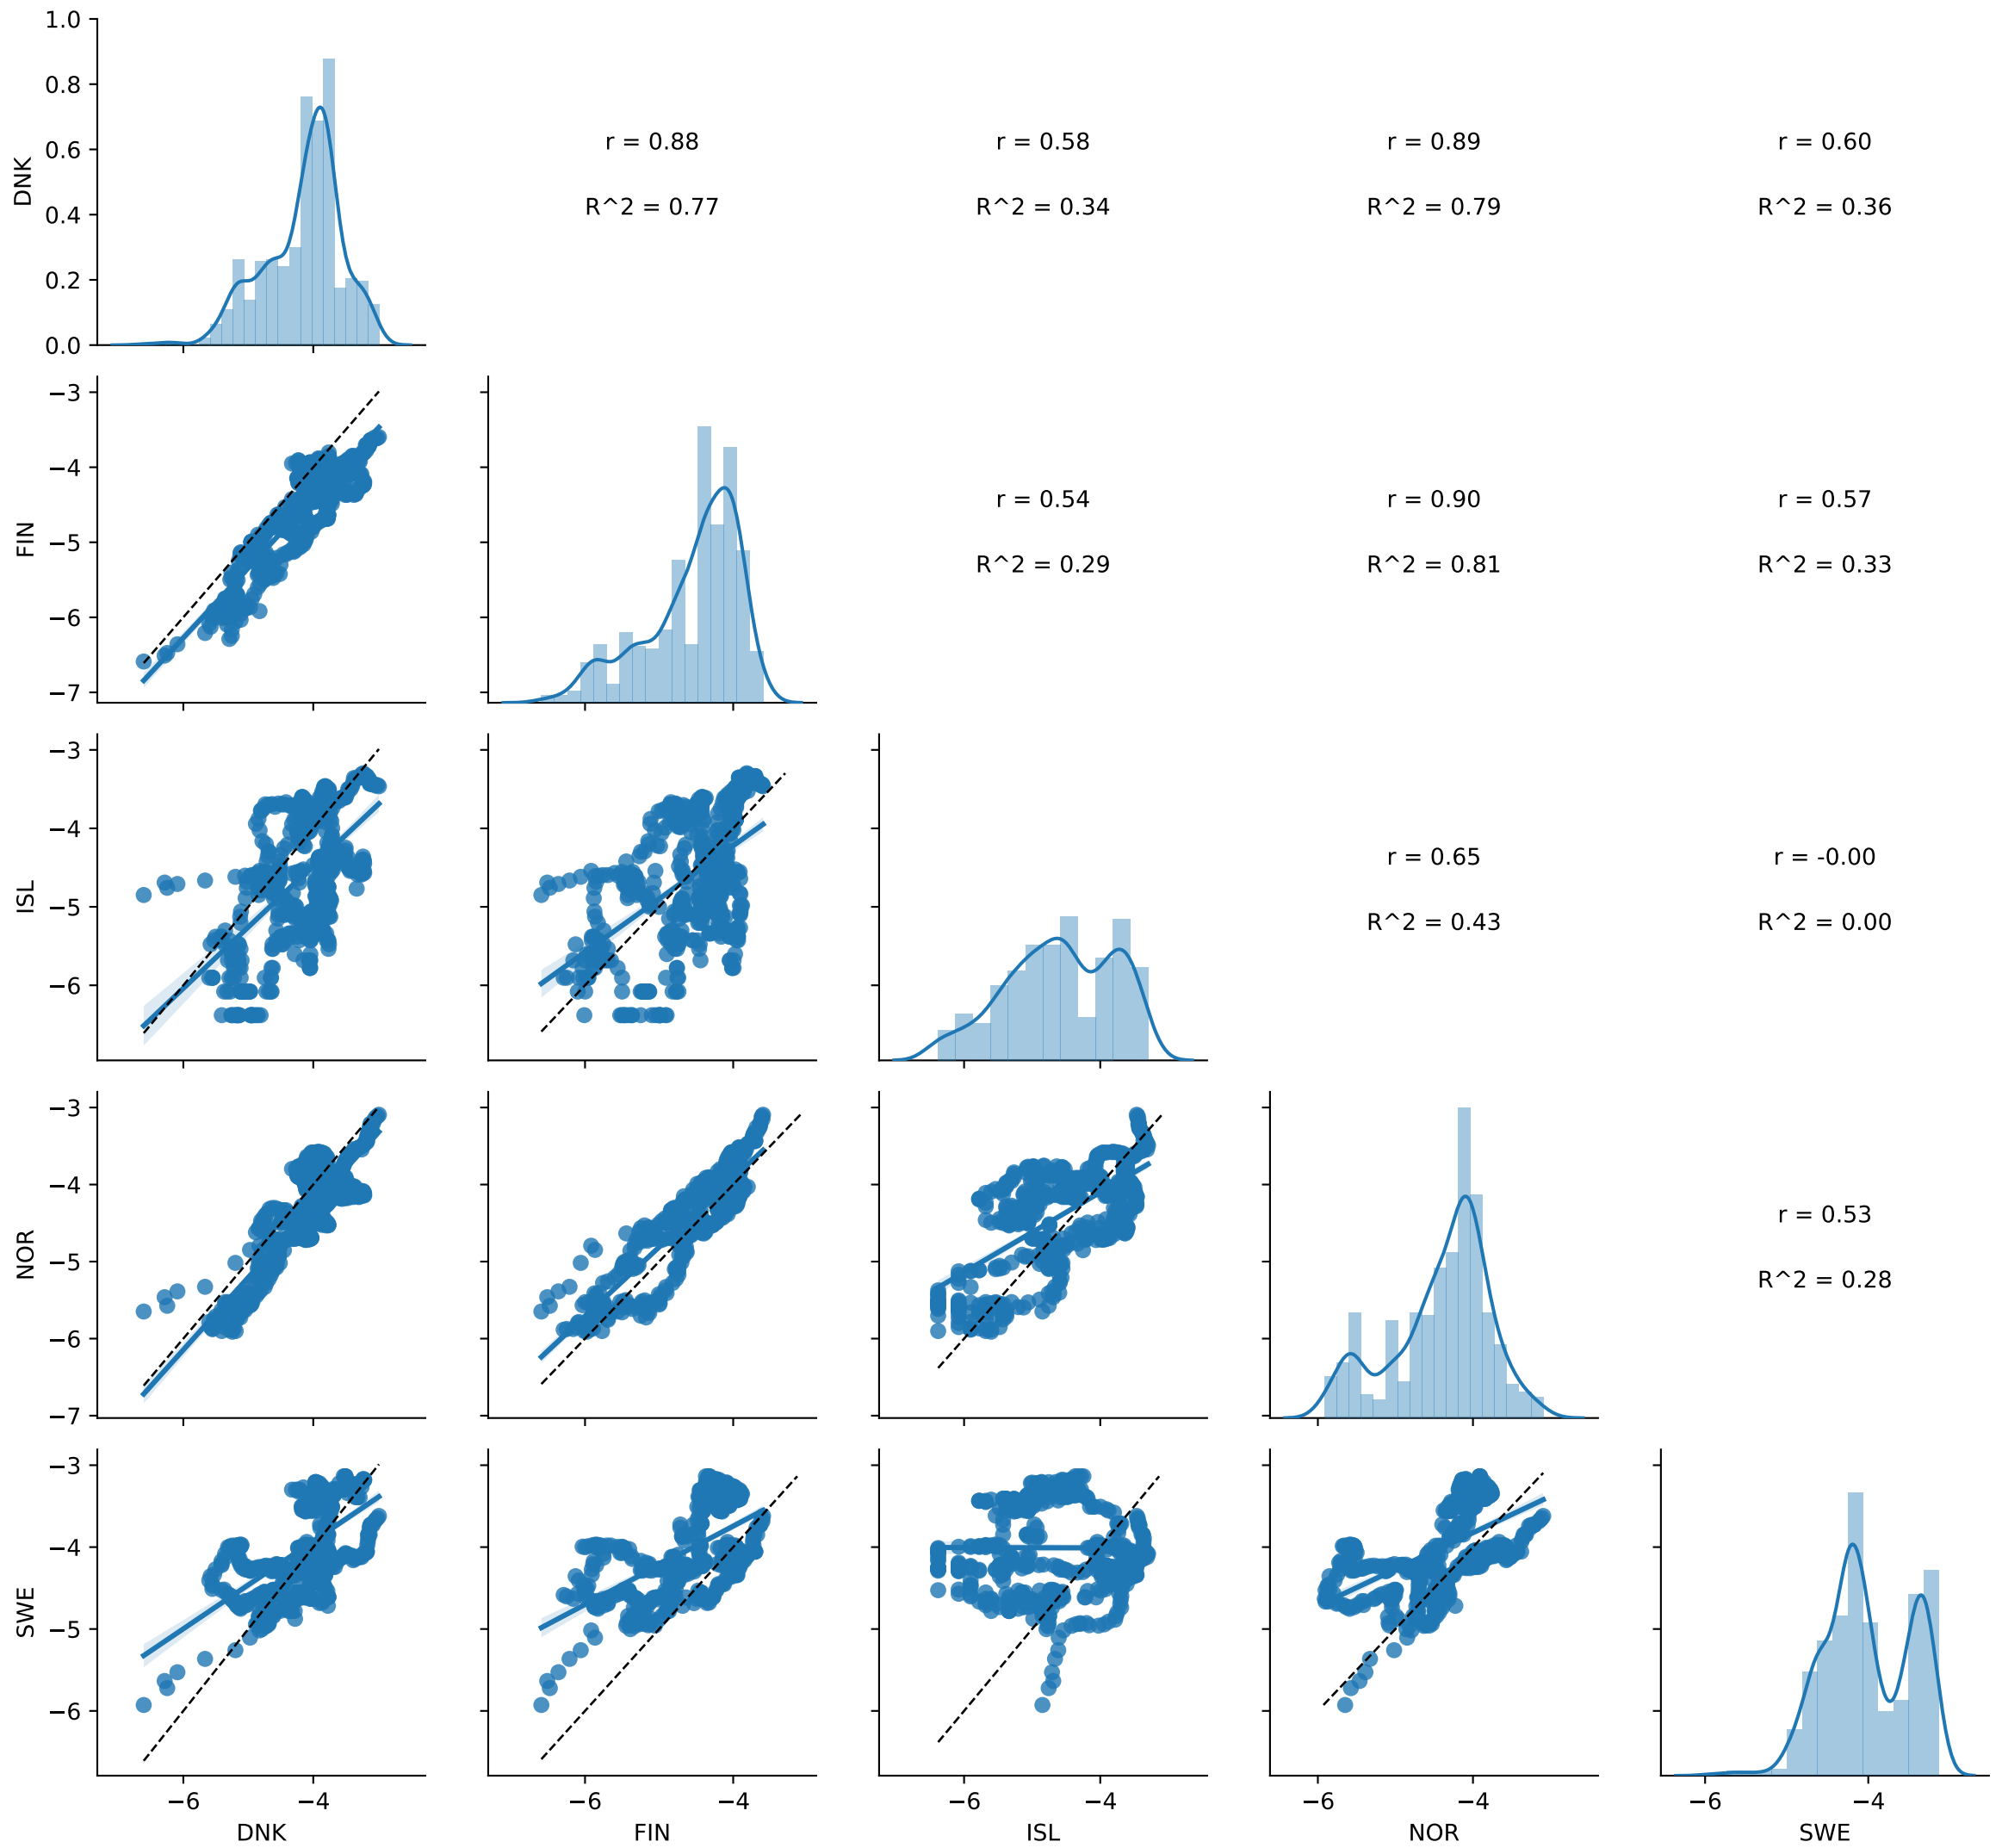 1.0
0.8
0.6
0.4
0.2
0.0
DNK
r = 0.88
R^2 = 0.77
r = 0.58
R^2 = 0.34
r = 0.89
R^2 = 0.79
r = 0.60
R^2 = 0.36
−3
−4
−5
−6
−7
FIN
r = 0.54
R^2 = 0.29
r = 0.90
R^2 = 0.81
r = 0.57
R^2 = 0.33
−3
−4
−5
−6
ISL
r = 0.65
R^2 = 0.43
r = -0.00
R^2 = 0.00
−3
−4
−5
−6
−7
NOR
r = 0.53
R^2 = 0.28
−3
−4
−5
−6
SWE
−6 −4
−6 −4
−6 −4
−6 −4
−6 −4
DNK
FIN
ISL
NOR
SWE